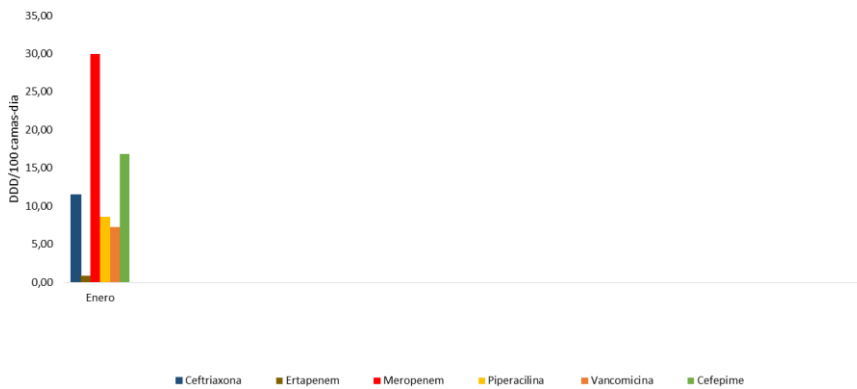 35,00
30,00
25,00
20,00
15,00
10,00
5,00
0,00
DDD/100 camas-dia
Enero
Ceftriaxona Ertapenem Meropenem Piperacilina Vancomicina Cefepime